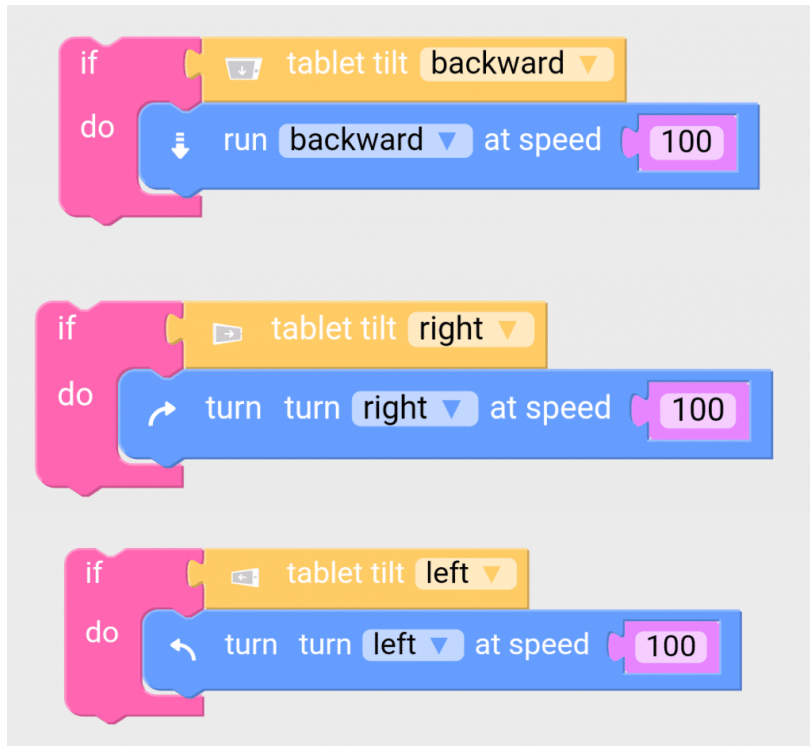 if tablet tilt backward
do run backward at speed 100
if tablet tilt right
do turn turn right at speed 100
if tablet tilt left
do turn turn left at speed 100